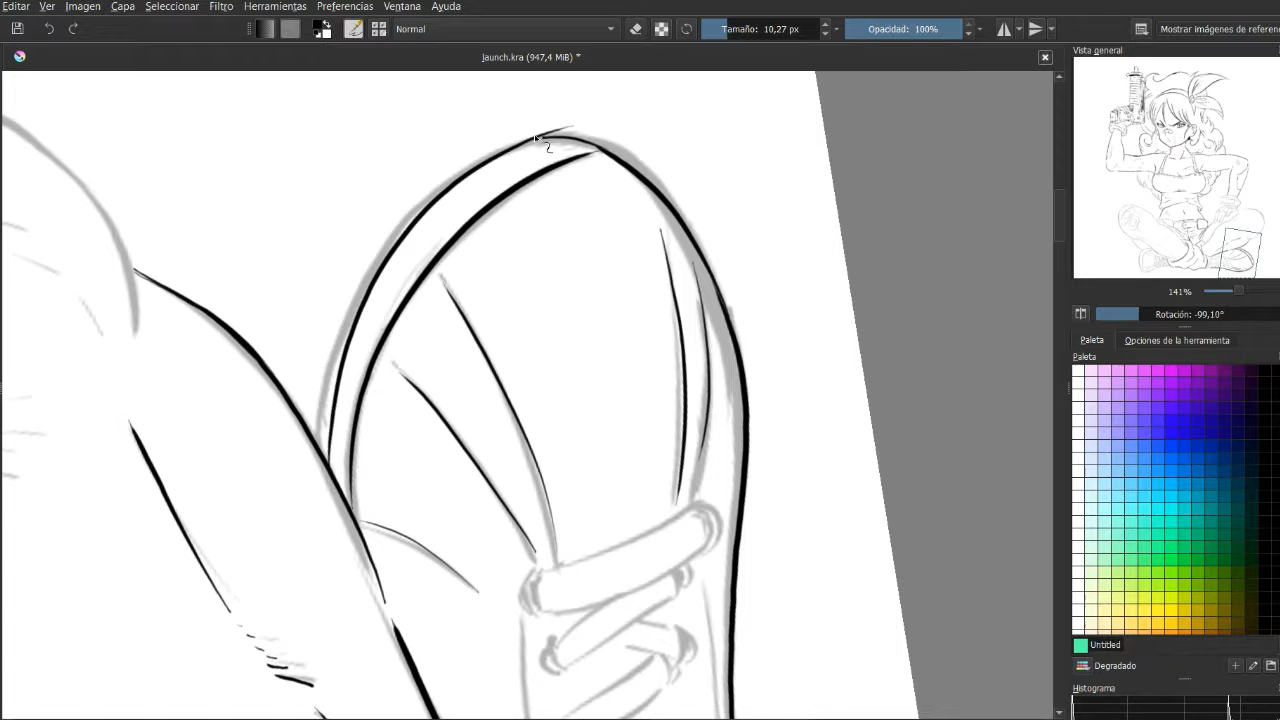 Editar Ver Imagen Capa Seleccionar Filtro Herramientas Preferencias Ventana Ayuda
Normal Tamaño: 10,27 px Opacidad: 100% Mostrar imágenes de referen
launch.kra (947,4 MiB) *
Vista general
141%
Rotación: -99,10°
Paleta Opciones de la herramienta
Paleta
Untitled
Degradado
Histograma